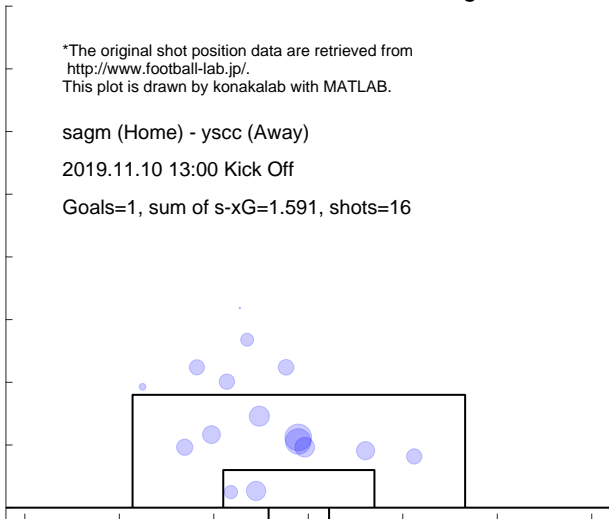 *The original shot position data are retrieved from
http://www.football-lab.jp/.
This plot is drawn by konakalab with MATLAB.
sagm (Home) - yscc (Away)
2019.11.10 13:00 Kick Off
Goals=1, sum of s-xG=1.591, shots=16